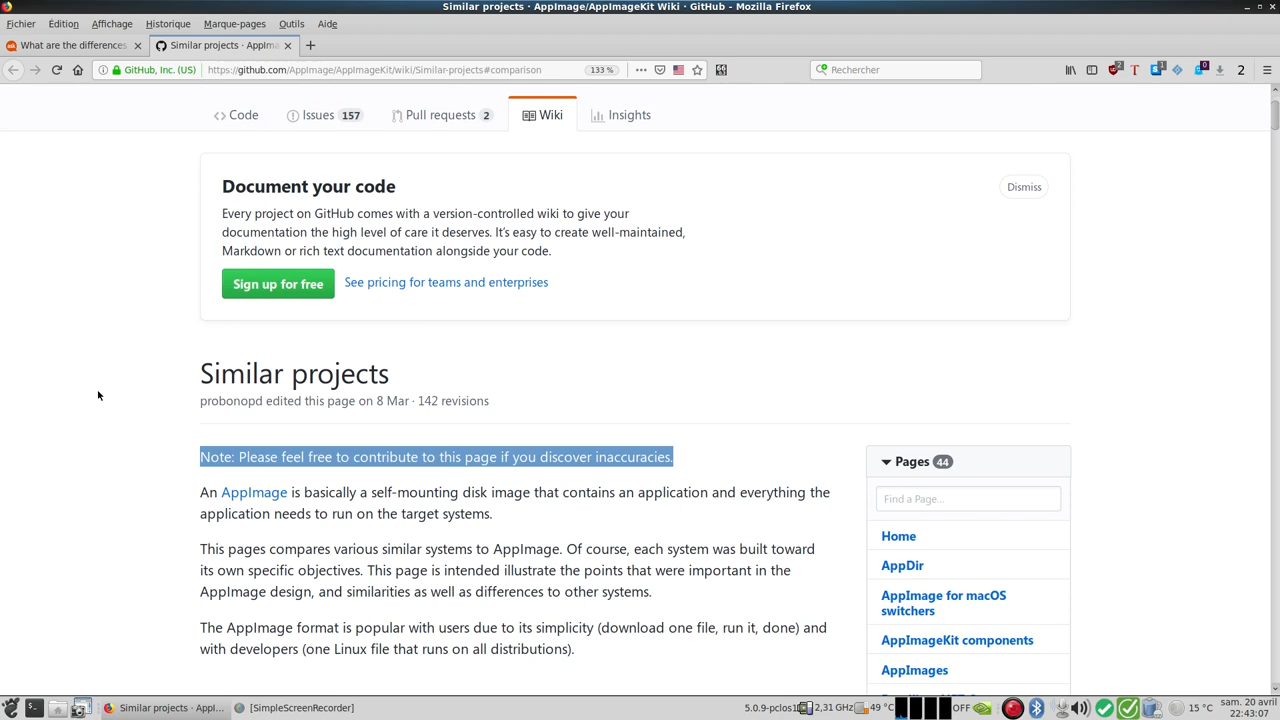 Similar projects · AppImage/AppImageKit Wiki · GitHub - Mozilla Firefox
Fichier Édition Affichage Historique Marque-pages Outils Aide
What are the differences
Similar projects · AppIma
GitHub, Inc. (US) https://github.com/AppImage/AppImageKit/wiki/Similar-projects#comparison 133 % Rechercher 2
Code Issues 157 Pull requests 2 Wiki Insights
Document your code
Dismiss
Every project on GitHub comes with a version-controlled wiki to give your
documentation the high level of care it deserves. It's easy to create well-maintained,
Markdown or rich text documentation alongside your code.
Sign up for free See pricing for teams and enterprises
Similar projects
probonopd edited this page on 8 Mar · 142 revisions
Note: Please feel free to contribute to this page if you discover inaccuracies.
An AppImage is basically a self-mounting disk image that contains an application and everything the
application needs to run on the target systems.
This pages compares various similar systems to AppImage. Of course, each system was built toward
its own specific objectives. This page is intended illustrate the points that were important in the
AppImage design, and similarities as well as differences to other systems.
The AppImage format is popular with users due to its simplicity (download one file, run it, done) and
with developers (one Linux file that runs on all distributions).
Pages 44
Find a Page...
Home
AppDir
AppImage for macOS
switchers
AppImageKit components
AppImages
Similar projects · AppI...
[SimpleScreenRecorder]
5.0.9-pclos1 2,31 GHz 49 °C OFF 15 °C
sam. 20 avril
22:43:07